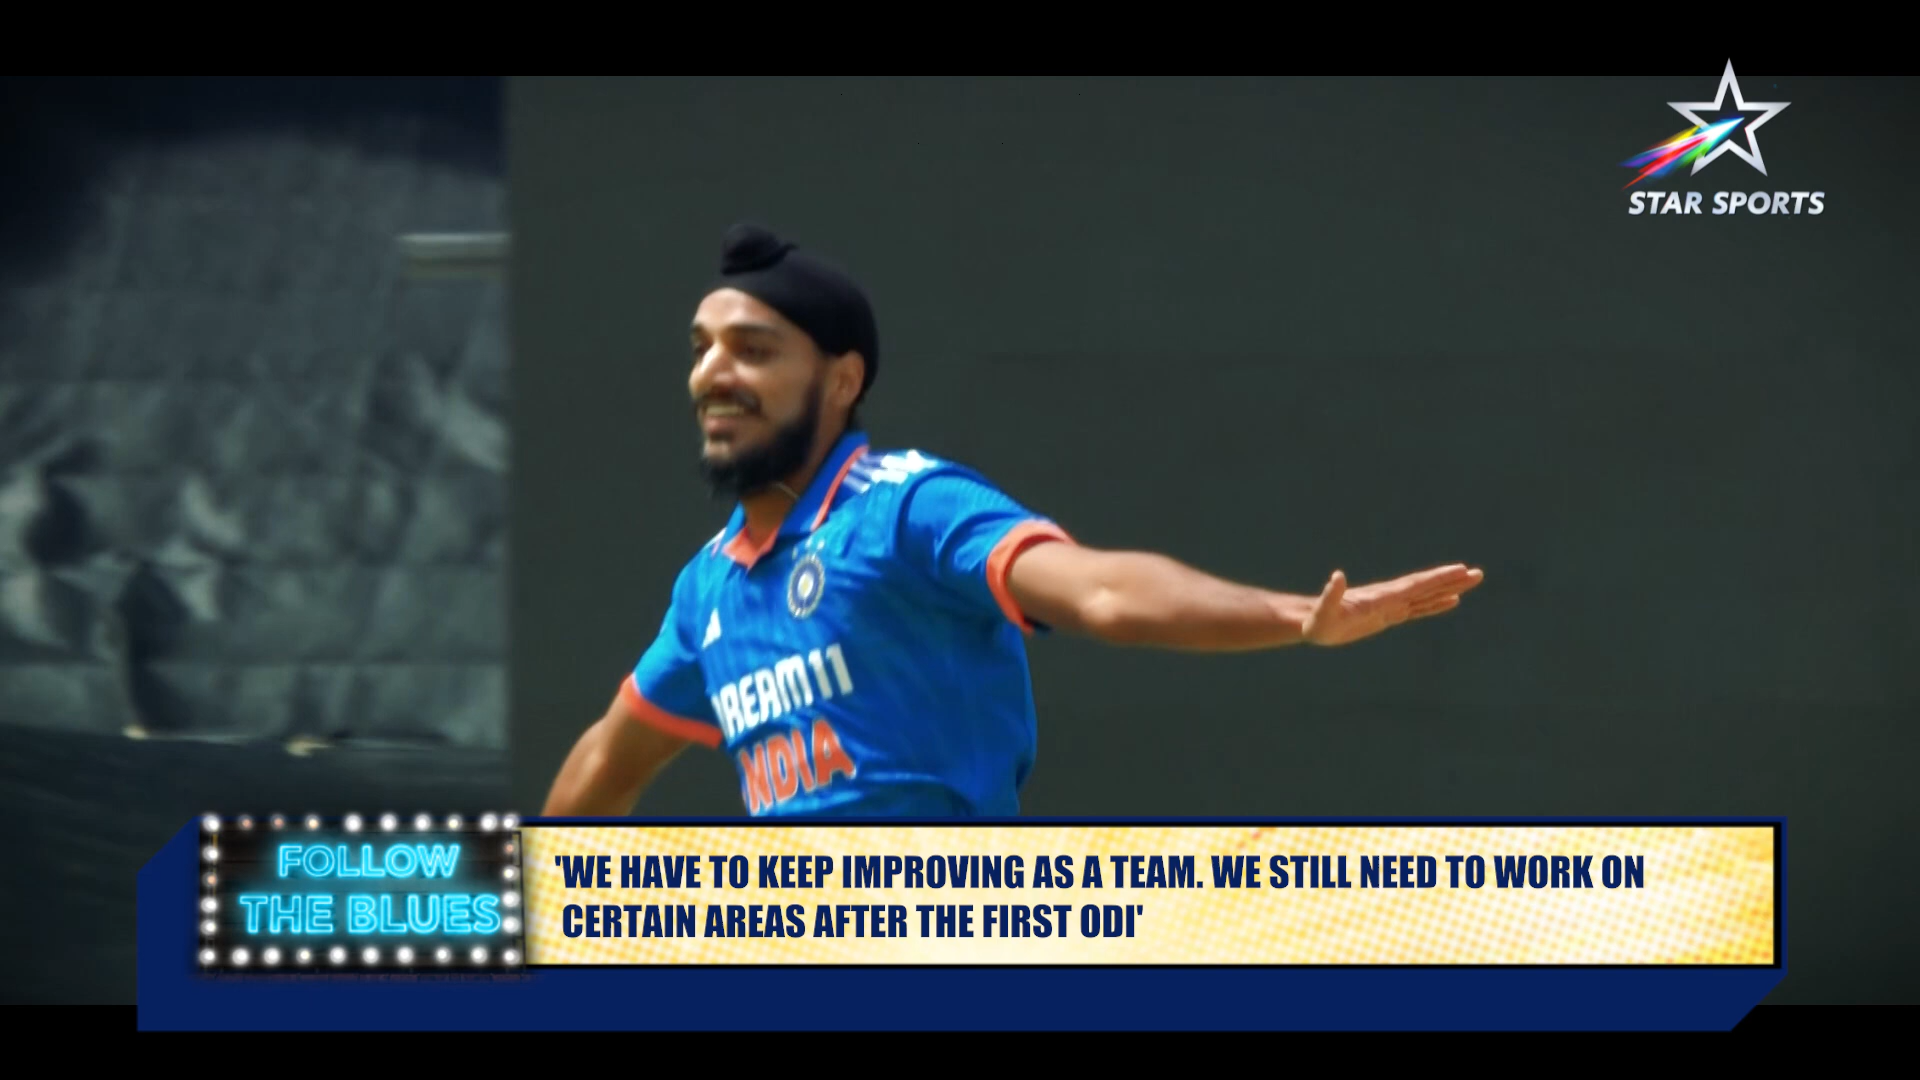 STAR SPORTS
DREAM11
INDIA
FOLLOW
THE BLUES
'WE HAVE TO KEEP IMPROVING AS A TEAM. WE STILL NEED TO WORK ON
CERTAIN AREAS AFTER THE FIRST ODI'